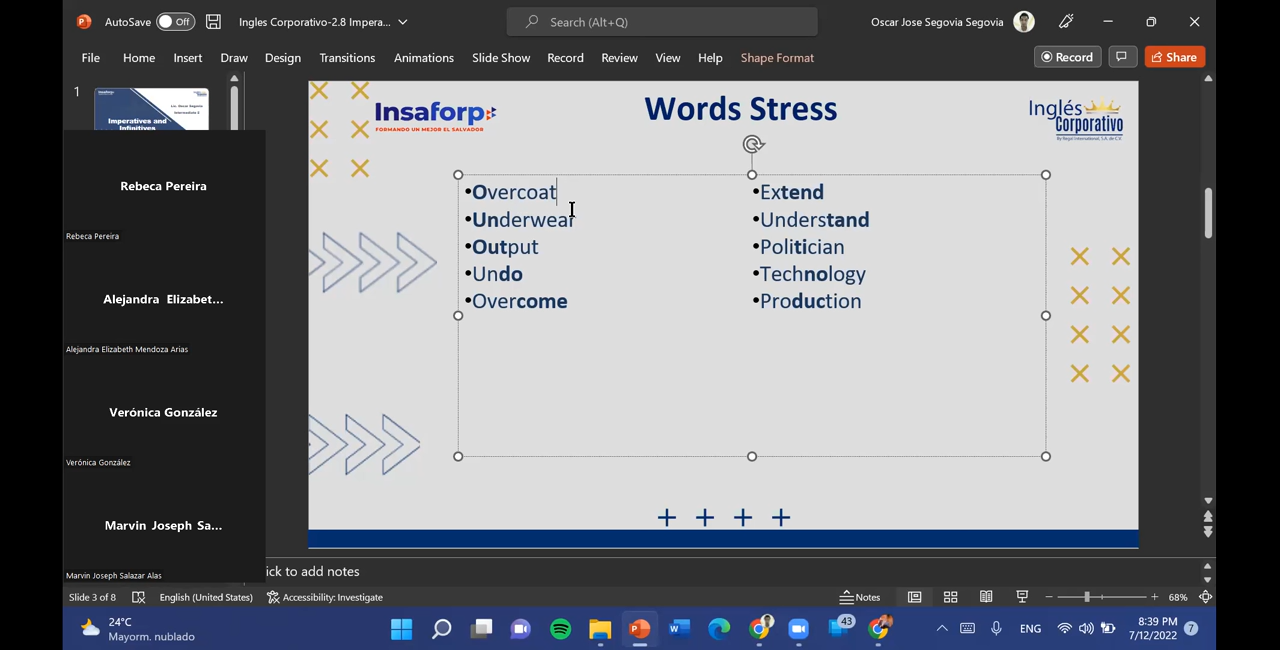 AutoSave Off Ingles Corporativo-2.8 Impera... Search (Alt+Q) Oscar Jose Segovia Segovia
File Home Insert Draw Design Transitions Animations Slide Show Record Review View Help Shape Format Record Share
1
Imperatives and
Infinitives
Insaforp
FORMANDO UN MEJOR EL SALVADOR
Words Stress
Inglés
Corporativo
Overcoat
Underwear
Output
Undo
Overcome
Extend
Understand
Politician
Technology
Production
Rebeca Pereira
Rebeca Pereira
Alejandra Elizabet...
Alejandra Elizabeth Mendoza Arias
Verónica González
Verónica González
Marvin Joseph Sa...
Marvin Joseph Salazar Alas
ick to add notes
Slide 3 of 8 English (United States) Accessibility: Investigate Notes 68%
24°C
Mayorm. nublado
43
ENG
8:39 PM
7/12/2022
7